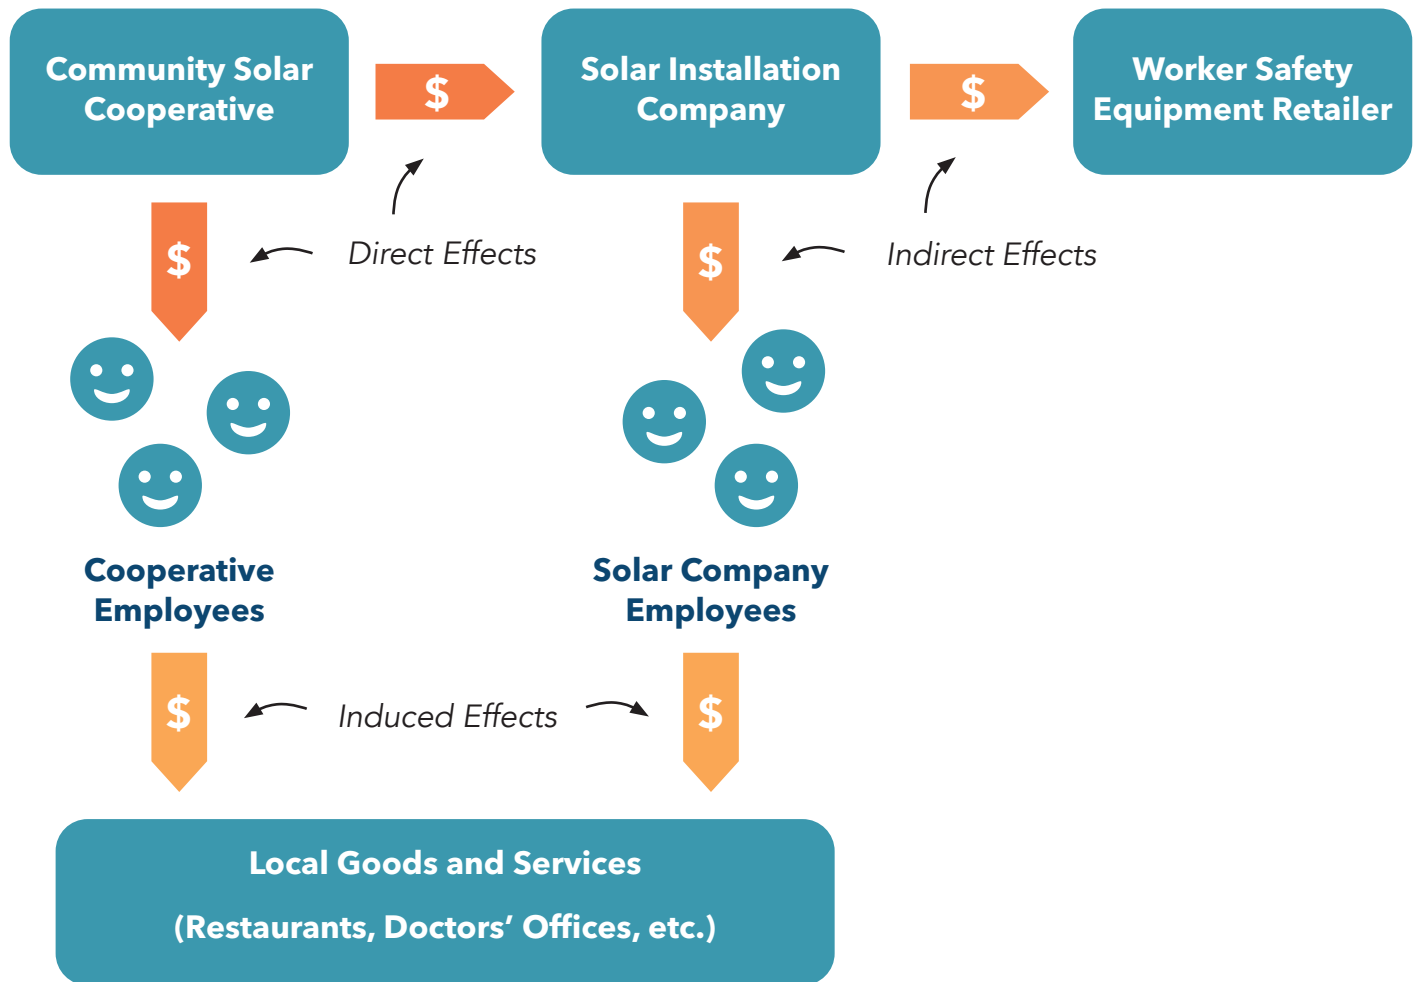 Community Solar
Cooperative
$
Solar Installation
Company
$
Worker Safety
Equipment Retailer
$
Direct Effects
$
Indirect Effects
Cooperative
Employees
Solar Company
Employees
$
Induced Effects
$
Local Goods and Services
(Restaurants, Doctors’ Offices, etc.)